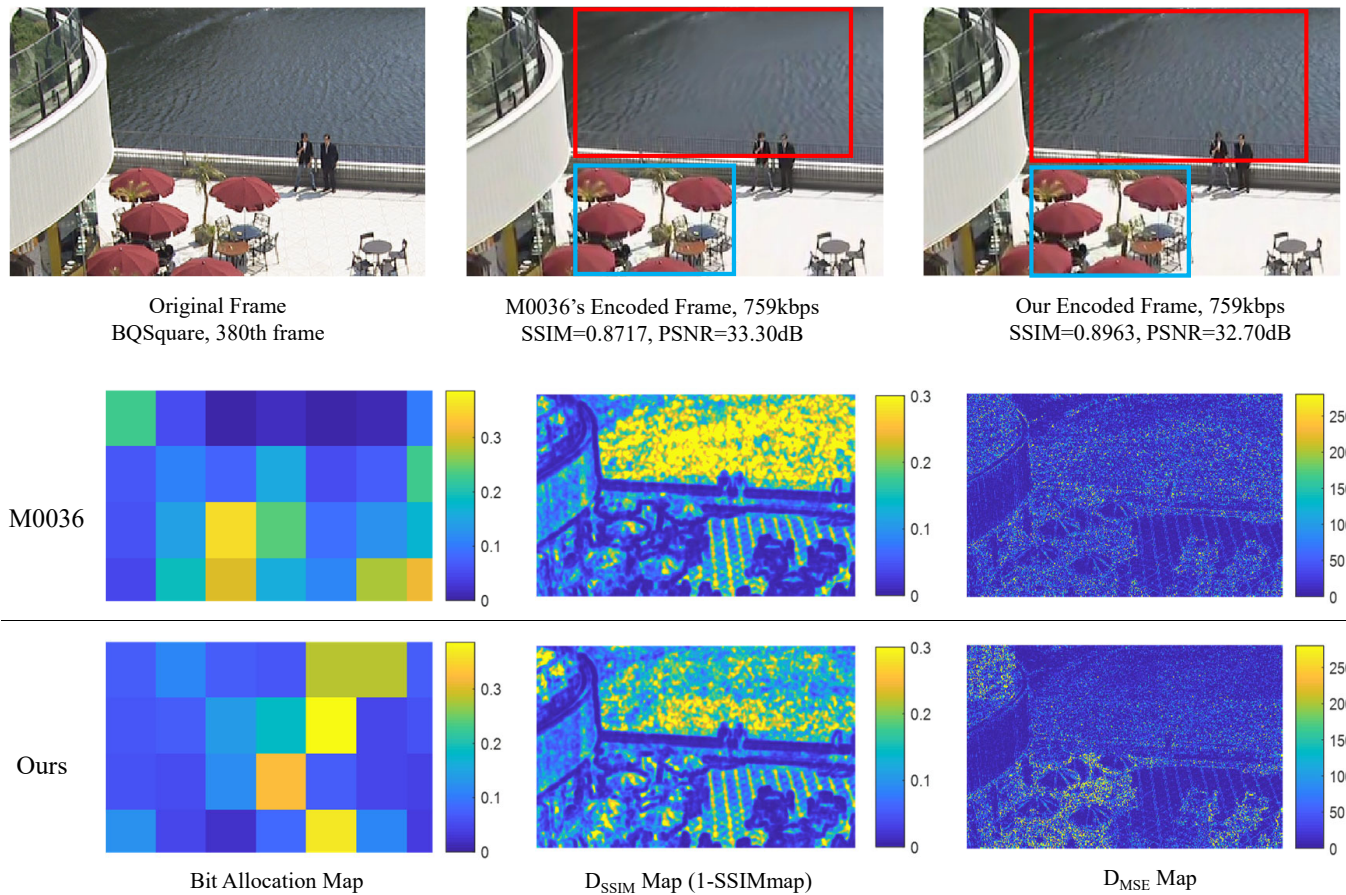 Original Frame
BQSquare, 380th frame
M0036's Encoded Frame, 759kbps
SSIM=0.8717, PSNR=33.30dB
Our Encoded Frame, 759kbps
SSIM=0.8963, PSNR=32.70dB
M0036
0.3
0.2
0.1
0
0.3
0.2
0.1
0
250
200
150
100
50
0
Ours
0.3
0.2
0.1
0
0.3
0.2
0.1
0
250
200
150
100
50
0
Bit Allocation Map
DSSIM Map (1-SSIMmap)
DMSE Map